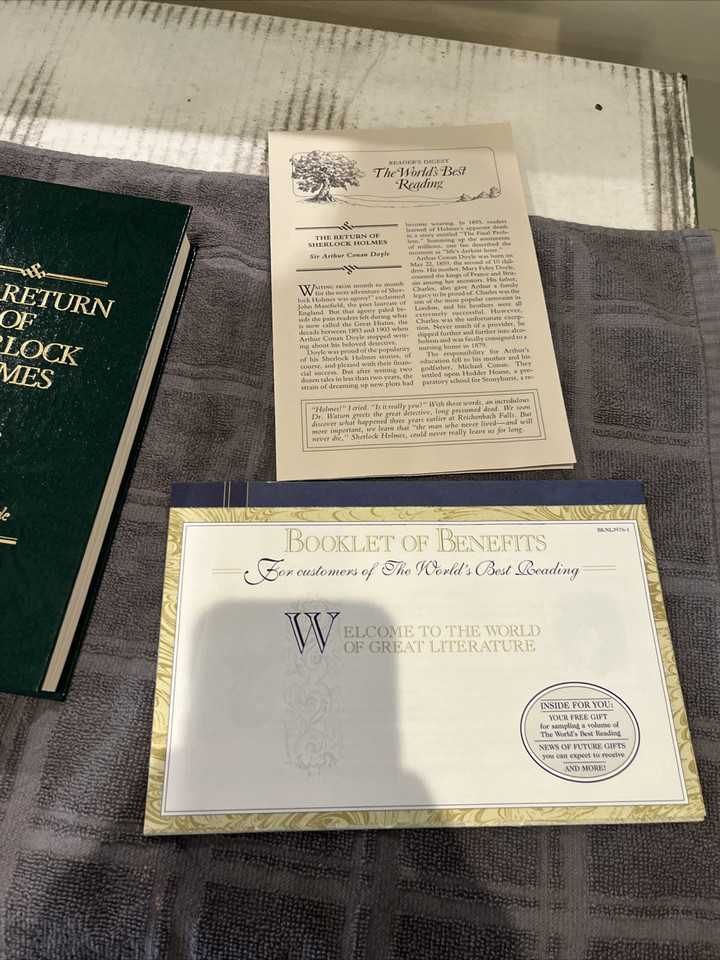 RETURN
OF
RLOCK
MES
le
READER'S DIGEST
The World's Best
Reading
THE RETURN OF
SHERLOCK HOLMES
Sir Arthur Conan Doyle
WAITING FROM month to month
for the next adventure of Sher-
lock Holmes was agony!" exclaimed
John Masefield, the poet laureate of
England. But that agony paled be-
side the pain readers felt during what
is now called the Great Hiatus, the
decade between 1893 and 1903 when
Arthur Conan Doyle stopped writ-
ing about his beloved detective.
Doyle was proud of the popularity
of his Sherlock Holmes stories, of
course, and pleased with their finan-
cial success. But after writing two
dozen tales in less than two years, the
strain of dreaming up new plots had
become wearing. In 1893, readers
learned of Holmes's apparent death
in a story entitled "The Final Prob-
lem." Summing up the sentiments
of millions, one fan described the
moment as "life's darkest hour."
Arthur Conan Doyle was born on
May 22, 1859, the second of 10 chil-
dren. His mother, Mary Foley Doyle,
counted the kings of France and Brit-
ain among her ancestors. His father,
Charles, also gave Arthur a family
legacy to be proud of. Charles was the
son of the most popular cartoonist in
London, and his brothers were all
extremely successful. However,
Charles was the unfortunate excep-
tion. Never much of a provider, he
slipped further and further into alco-
holism and was finally consigned to a
nursing home in 1879.
The responsibility for Arthur's
education fell to his mother and his
godfather, Michael Conan. They
settled upon Hodder House, a pre-
paratory school for Stonyhurst, a re-
"Holmes!" I cried. "Is it really you?" With these words, an incredulous
Dr. Watson greets the great detective, long presumed dead. We soon
discover what happened three years earlier at Reichenbach Falls. But
more important, we learn that "the man who never lived—and will
never die," Sherlock Holmes, could never really leave us for long.
BK/NL3976-1
BOOKLET OF BENEFITS
For customers of The World's Best Reading
WELCOME TO THE WORLD
OF GREAT LITERATURE
INSIDE FOR YOU:
YOUR FREE GIFT
for sampling a volume of
The World's Best Reading
NEWS OF FUTURE GIFTS
you can expect to receive
AND MORE!